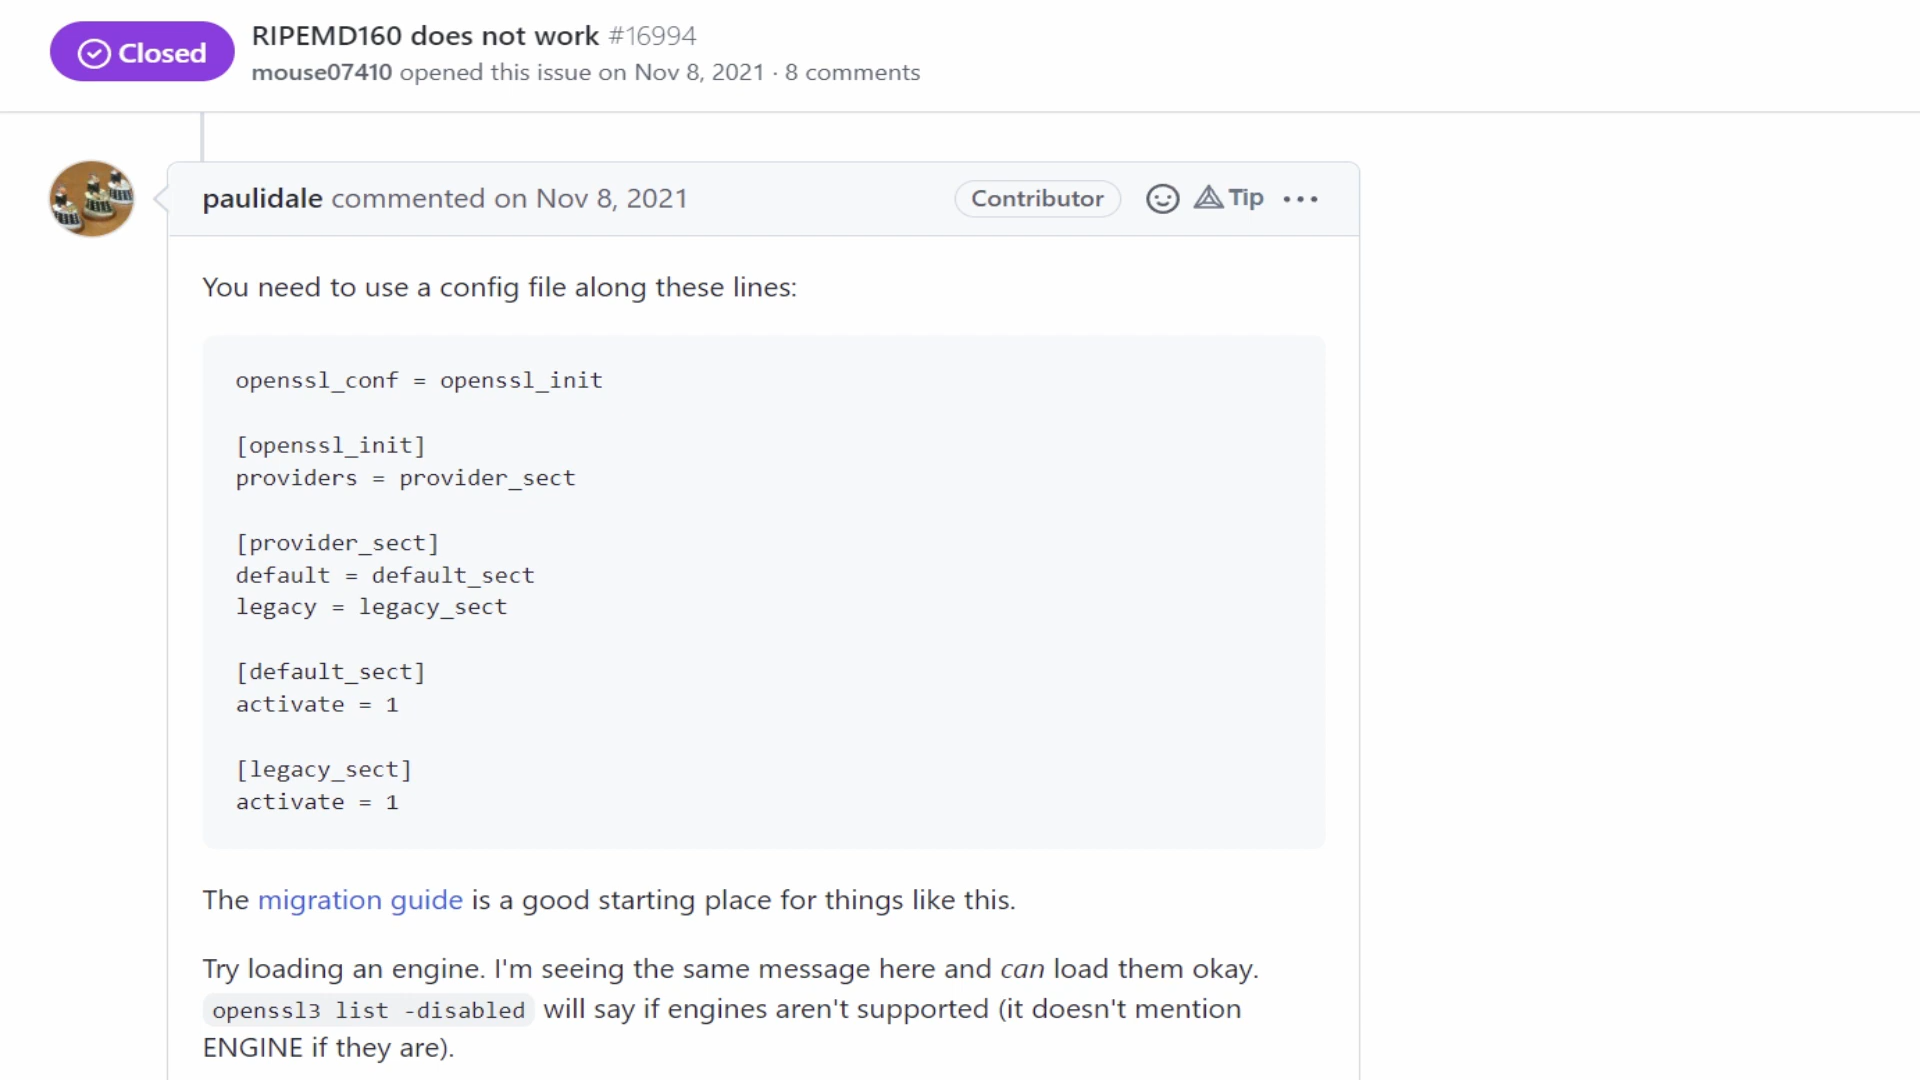 Closed
RIPEMD160 does not work #16994
mouse07410 opened this issue on Nov 8, 2021 · 8 comments
paulidale commented on Nov 8, 2021
Contributor
Tip
You need to use a config file along these lines:
openssl_conf = openssl_init
[openssl_init]
providers = provider_sect
[provider_sect]
default = default_sect
legacy = legacy_sect
[default_sect]
activate = 1
[legacy_sect]
activate = 1
The migration guide is a good starting place for things like this.
Try loading an engine. I'm seeing the same message here and can load them okay.
openssl3 list -disabled will say if engines aren't supported (it doesn't mention
ENGINE if they are).